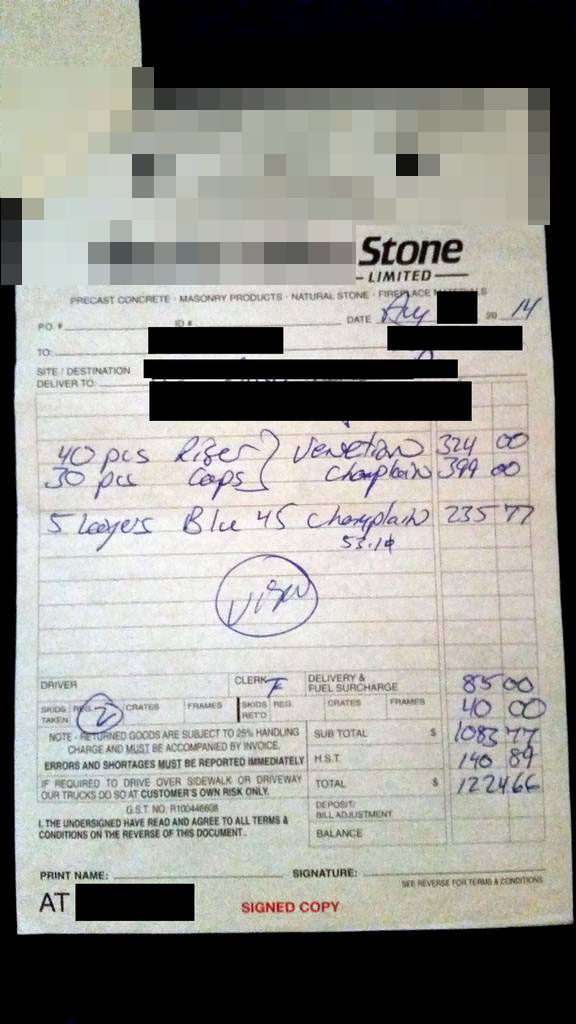 Stone
LIMITED
PRECAST CONCRETE · MASONRY PRODUCTS · NATURAL STONE · FIREPLACE MATERIALS
P.O. # ID # DATE Aug 20 14
TO:
SITE / DESTINATION
DELIVER TO:
40 pcs Riser } Venetian 324 00
30 pcs Caps } Champlain 399 00
5 Layers Blu 45 Champlain 235 77
53.1¢
Visa
DRIVER CLERK F DELIVERY & FUEL SURCHARGE 85 00
SKIDS TAKEN REG. 2 CRATES FRAMES SKIDS RET'D REG. CRATES FRAMES 40 00
NOTE - RETURNED GOODS ARE SUBJECT TO 25% HANDLING
CHARGE AND MUST BE ACCOMPANIED BY INVOICE.
SUB TOTAL $ 1083 77
ERRORS AND SHORTAGES MUST BE REPORTED IMMEDIATELY
H.S.T. 140 89
IF REQUIRED TO DRIVE OVER SIDEWALK OR DRIVEWAY
OUR TRUCKS DO SO AT CUSTOMER'S OWN RISK ONLY.
TOTAL $ 1224 66
G.S.T. NO. R100446608
DEPOSIT/
BILL ADJUSTMENT
I, THE UNDERSIGNED HAVE READ AND AGREE TO ALL TERMS &
CONDITIONS ON THE REVERSE OF THIS DOCUMENT.
BALANCE
PRINT NAME: SIGNATURE:
SEE REVERSE FOR TERMS & CONDITIONS.
AT
SIGNED COPY